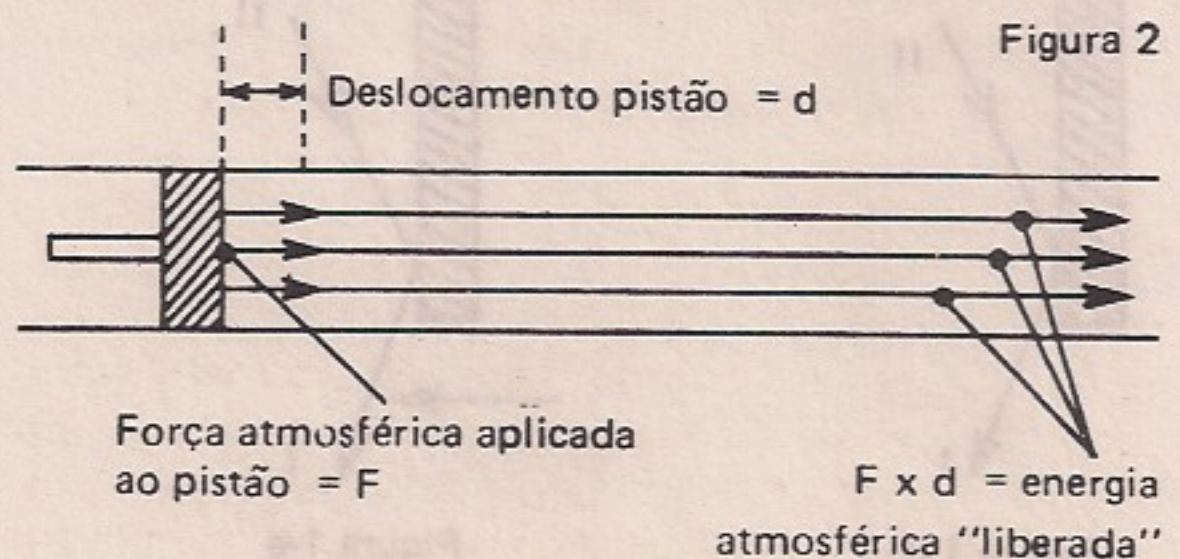 Figura 2
Deslocamento pistão = d
Força atmosférica aplicada
ao pistão = F
F x d = energia
atmosférica "liberada"